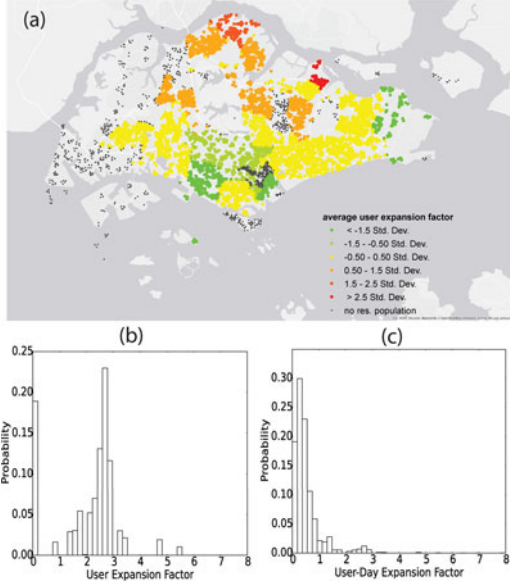 (a)
average user expansion factor
< -1.5 Std. Dev.
-1.5 - -0.50 Std. Dev.
-0.50 - 0.50 Std. Dev.
0.50 - 1.5 Std. Dev.
1.5 - 2.5 Std. Dev.
> 2.5 Std. Dev.
no res. population
(b)
0.25
0.20
0.15
0.10
0.05
0.00
Probability
0 1 2 3 4 5 6 7 8
User Expansion Factor
(c)
0.30
0.25
0.20
0.15
0.10
0.05
0.00
Probability
0 1 2 3 4 5 6 7 8
User-Day Expansion Factor